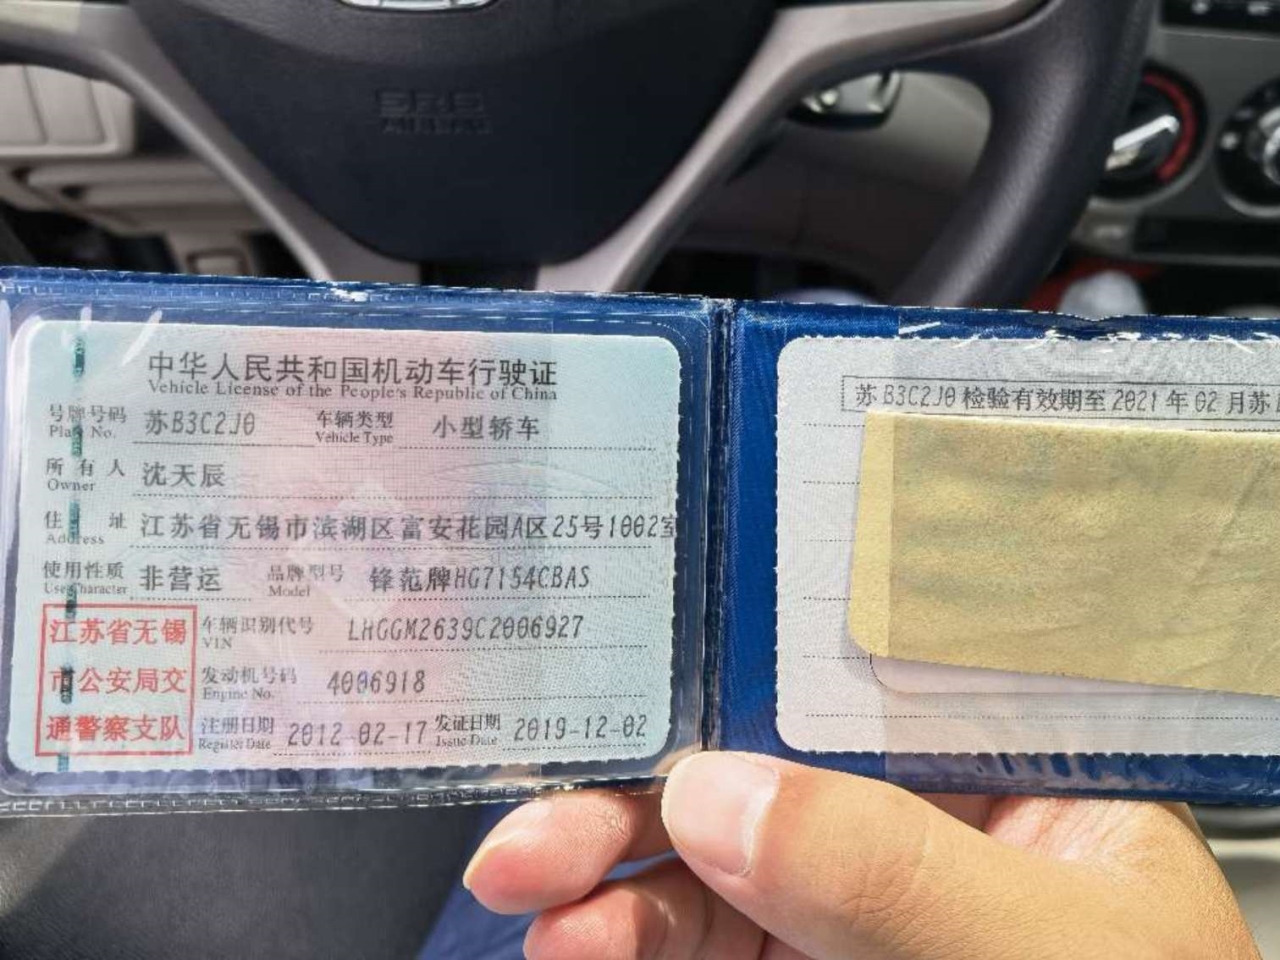 SRS
AIRBAG
中华人民共和国机动车行驶证
Vehicle License of the People's Republic of China
号牌号码 苏B3C2J0 车辆类型 小型轿车
Plate No. Vehicle Type
所有人 沈天辰
Owner
住址 江苏省无锡市滨湖区富安花园A区25号1002室
Address
使用性质 非营运 品牌型号 锋范牌HG7154CBAS
Use Character Model
江苏省无锡
市公安局交
通警察支队
车辆识别代号 LHGGM2639C2006927
VIN
发动机号码 4006918
Engine No.
注册日期 2012-02-17 发证日期 2019-12-02
Register Date Issue Date
苏B3C2J0检验有效期至2021年02月苏